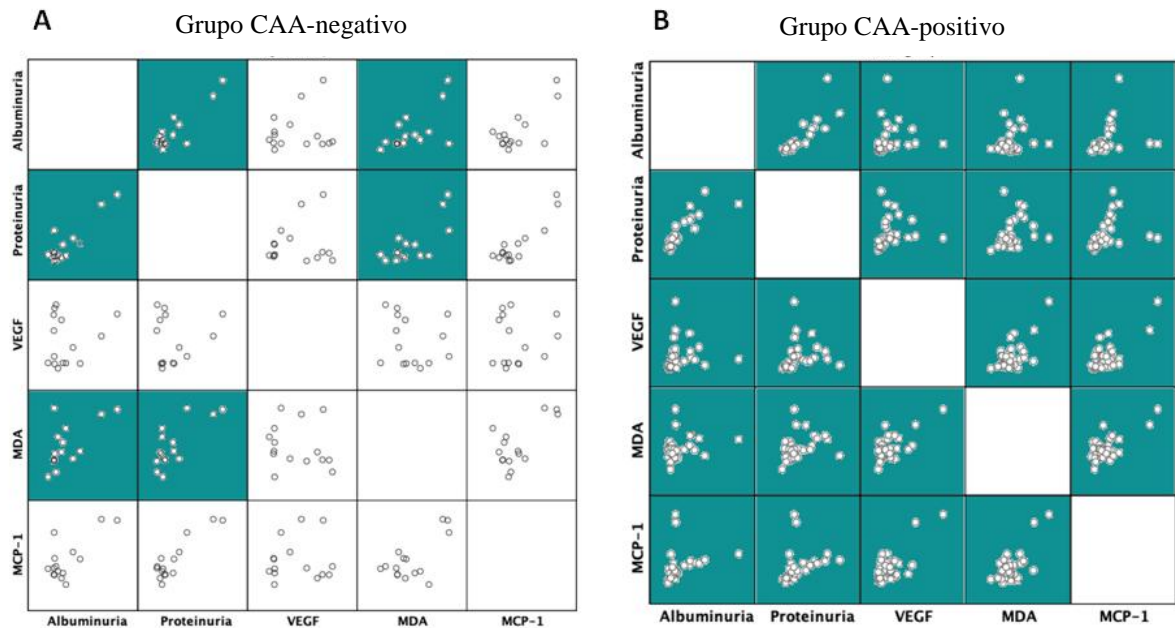 A
Grupo CAA-negativo
Albuminuria
Proteinuria
VEGF
MDA
MCP-1
Albuminuria Proteinuria VEGF MDA MCP-1
B
Grupo CAA-positivo
Albuminuria
Proteinuria
VEGF
MDA
MCP-1
Albuminuria Proteinuria VEGF MDA MCP-1